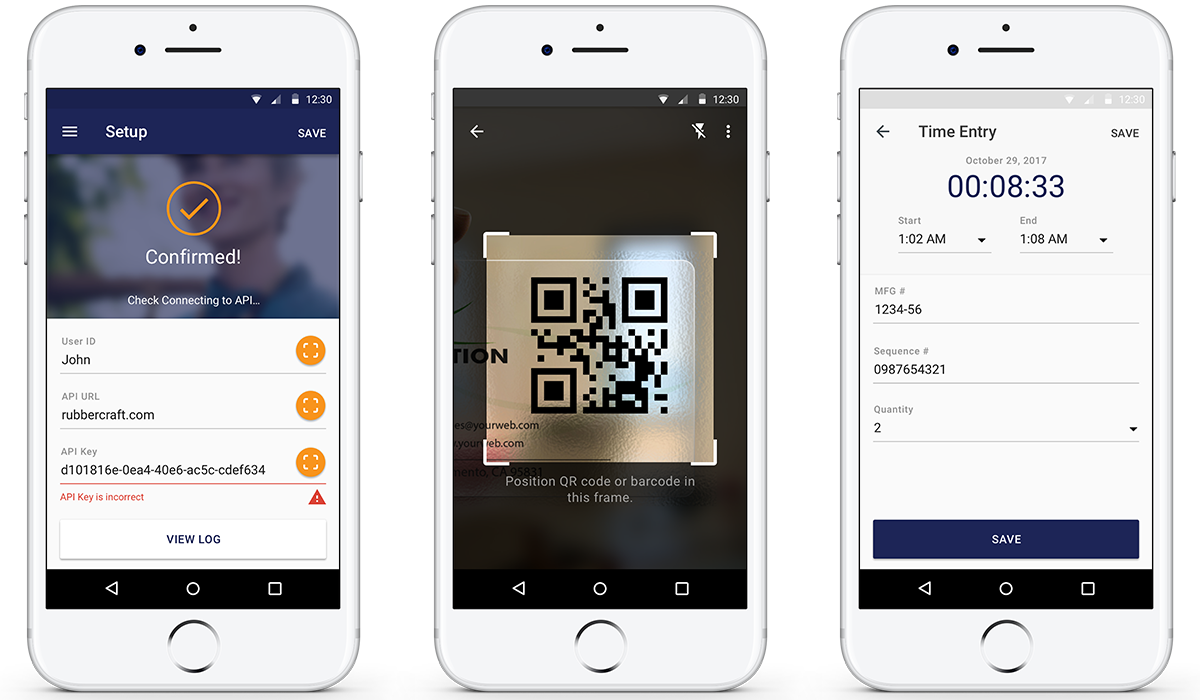 12:30
Setup
SAVE
Confirmed!
Check Connecting to API...
User ID
John
API URL
rubbercraft.com
API Key
d101816e-0ea4-40e6-ac5c-cdef634
API Key is incorrect
VIEW LOG
12:30
TION
es@yourweb.com
.yourweb.com
mento, CA 95831
Position QR code or barcode in
this frame.
12:30
Time Entry
SAVE
October 29, 2017
00:08:33
Start
End
1:02 AM
1:08 AM
MFG #
1234-56
Sequence #
0987654321
Quantity
2
SAVE